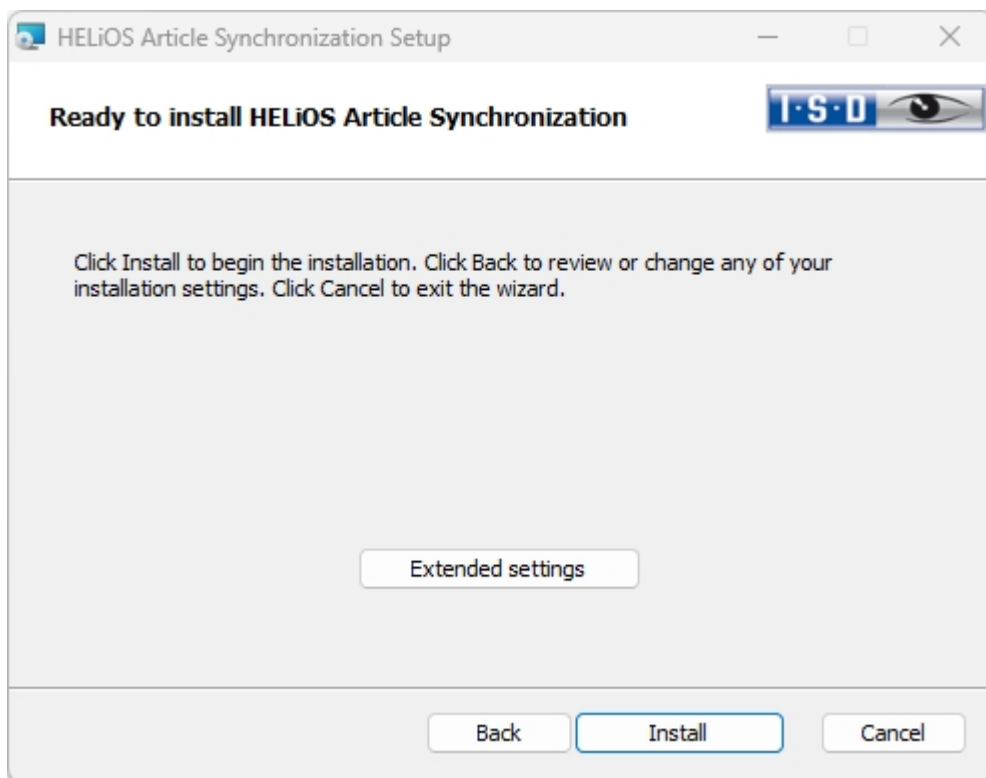 HELiOS Article Synchronization Setup
Ready to install HELiOS Article Synchronization
I·S·D
Click Install to begin the installation. Click Back to review or change any of your
installation settings. Click Cancel to exit the wizard.
Extended settings
Back
Install
Cancel